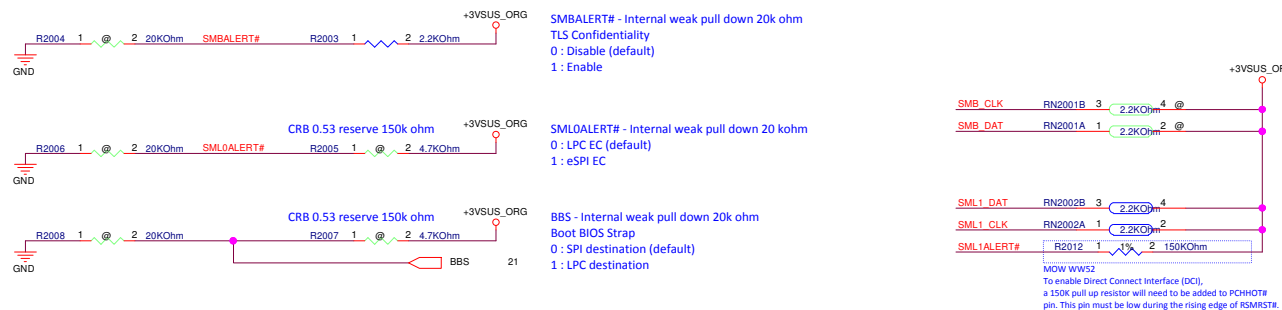 +3VSUS_ORG
R2004 1 @ 2 20KOhm SMBALERT# R2003 1 2 2.2KOhm
GND
SMBALERT# - Internal weak pull down 20k ohm
TLS Confidentiality
0 : Disable (default)
1 : Enable
CRB 0.53 reserve 150k ohm
+3VSUS_ORG
R2006 1 @ 2 20KOhm SML0ALERT# R2005 1 @ 2 4.7KOhm
GND
SML0ALERT# - Internal weak pull down 20 kohm
0 : LPC EC (default)
1 : eSPI EC
CRB 0.53 reserve 150k ohm
+3VSUS_ORG
R2008 1 @ 2 20KOhm R2007 1 @ 2 4.7KOhm
GND
BBS 21
BBS - Internal weak pull down 20k ohm
Boot BIOS Strap
0 : SPI destination (default)
1 : LPC destination
+3VSUS_OR
SMB_CLK RN2001B 3 2.2KOhm 4 @
SMB_DAT RN2001A 1 2.2KOhm 2 @
SML1_DAT RN2002B 3 2.2KOhm 4
SML1_CLK RN2002A 1 2.2KOhm 2
SML1ALERT# R2012 1 1% 2 150KOhm
MOW WW52
To enable Direct Connect Interface (DCI),
a 150K pull up resistor will need to be added to PCHHOT#
pin. This pin must be low during the rising edge of RSMRST#.